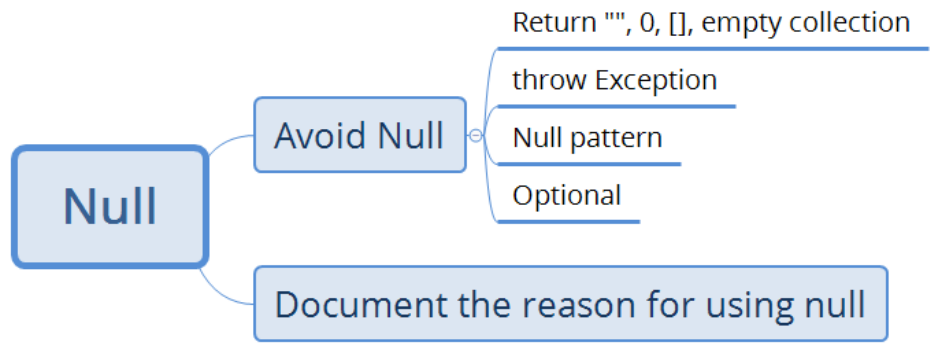 Null
Avoid Null
Return "", 0, [], empty collection
throw Exception
Null pattern
Optional
Document the reason for using null